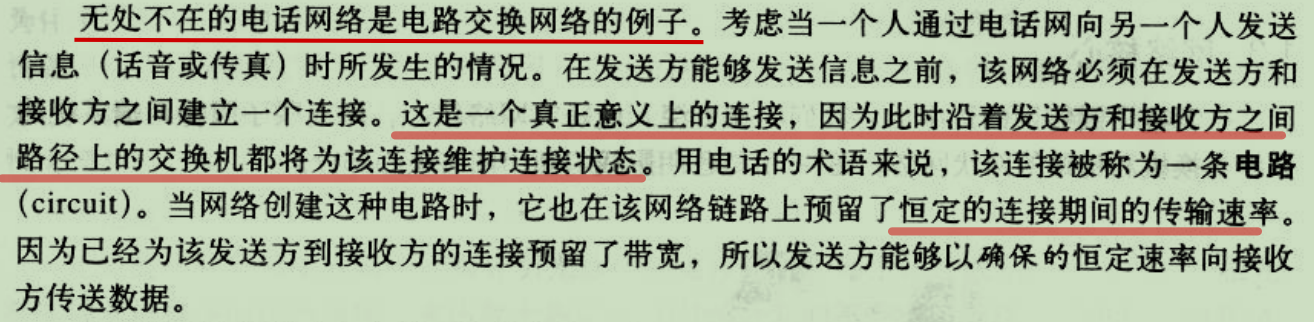 无处不在的电话网络是电路交换网络的例子。考虑当一个人通过电话网向另一个人发送
信息（话音或传真）时所发生的情况。在发送方能够发送信息之前，该网络必须在发送方和
接收方之间建立一个连接。这是一个真正意义上的连接，因为此时沿着发送方和接收方之间
路径上的交换机都将为该连接维护连接状态。用电话的术语来说，该连接被称为一条电路
(circuit)。当网络创建这种电路时，它也在该网络链路上预留了恒定的连接期间的传输速率。
因为已经为该发送方到接收方的连接预留了带宽，所以发送方能够以确保的恒定速率向接收
方传送数据。